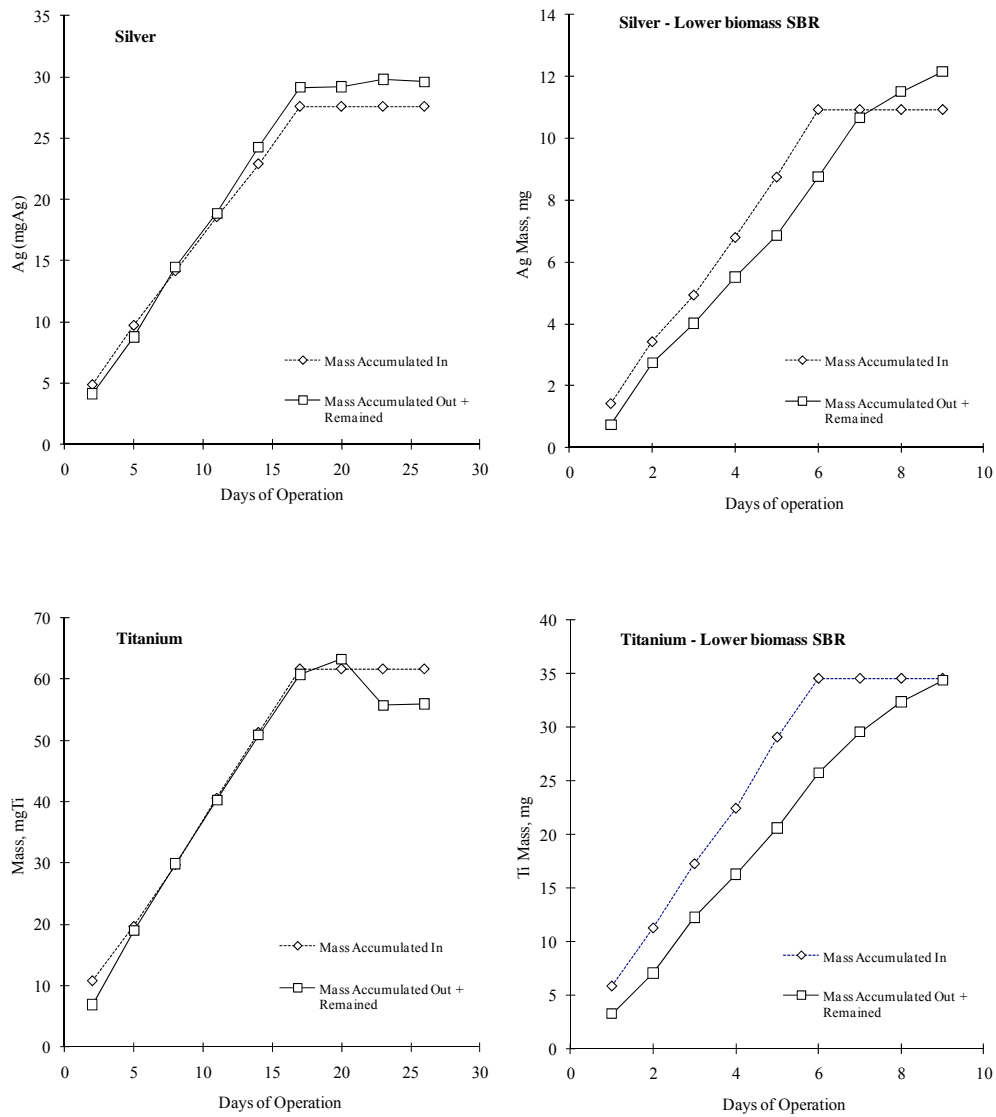 Silver
35
30
25
20
15
10
5
0
Ag (mgAg)
0 5 10 15 20 25 30
Days of Operation
Mass Accumulated In
Mass Accumulated Out +
Remained
Silver - Lower biomass SBR
14
12
10
8
6
4
2
0
Ag Mass, mg
0 2 4 6 8 10
Days of operation
Mass Accumulated In
Mass Accumulated Out +
Remained
Titanium
70
60
50
40
30
20
10
0
Mass, mgTi
0 5 10 15 20 25 30
Days of Operation
Mass Accumulated In
Mass Accumulated Out +
Remained
Titanium - Lower biomass SBR
40
35
30
25
20
15
10
5
0
Ti Mass, mg
0 2 4 6 8 10
Days of Operation
Mass Accumulated In
Mass Accumulated Out +
Remained